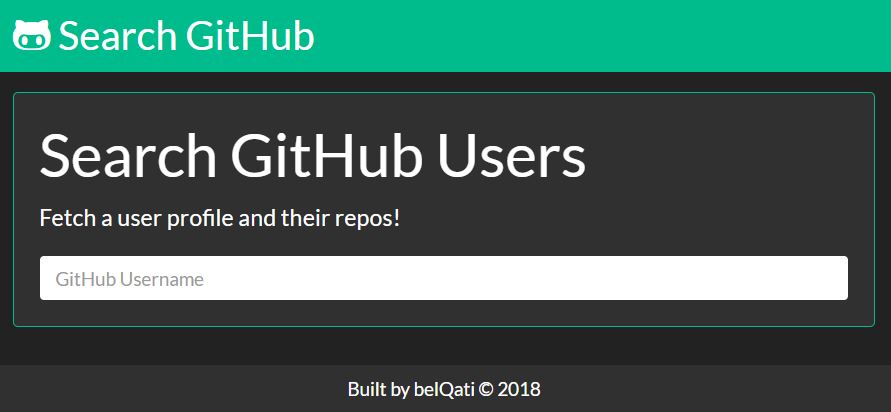 Search GitHub
Search GitHub Users
Fetch a user profile and their repos!
GitHub Username
Built by belQati © 2018